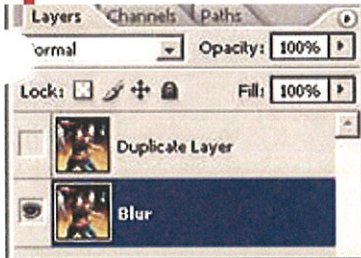 Layers Channels Paths
ormal Opacity: 100%
Lock: Fill: 100%
Duplicate Layer
Blur